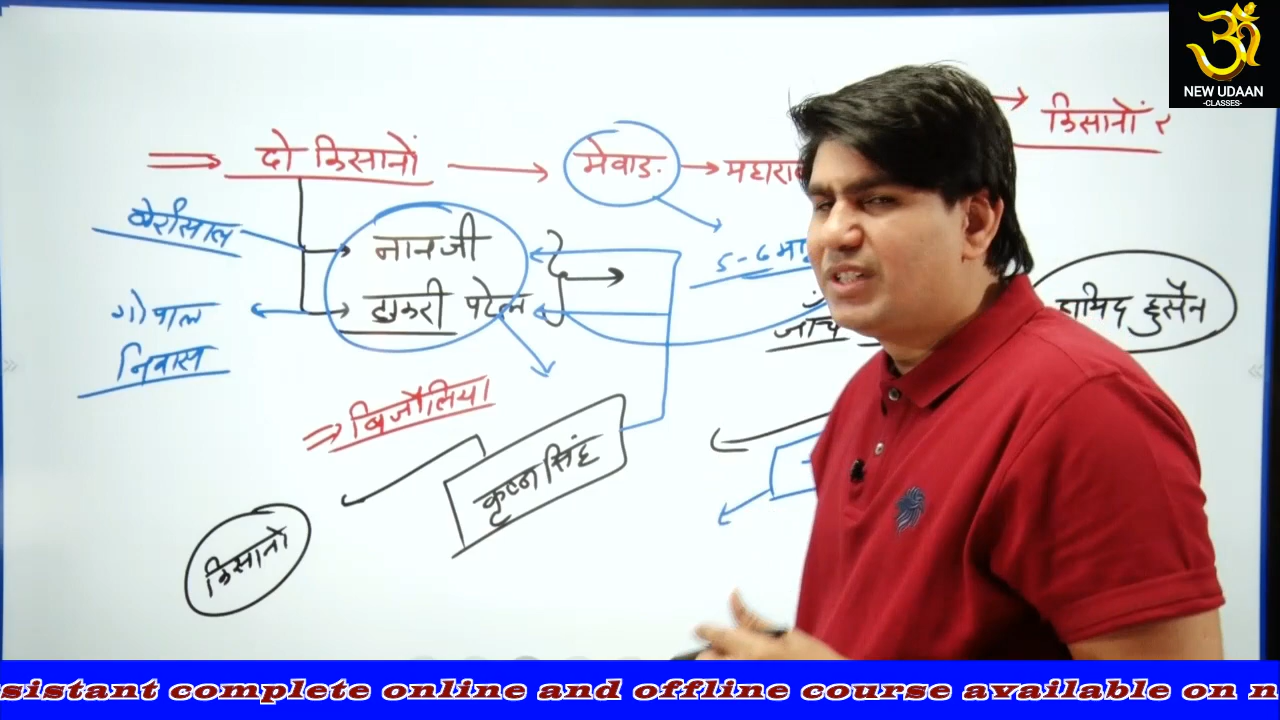 NEW UDAAN
-CLASSES-
किसानों
दो किसानों
मेवाड़
बेरीसाल
नानजी
ठाकरी पटेल
गोपाल
निवास
5-6 माह
जाँच
हामिद हुसैन
बिजौलिया
कृष्ण सिंह
किसानों
sistant complete online and offline course available on n